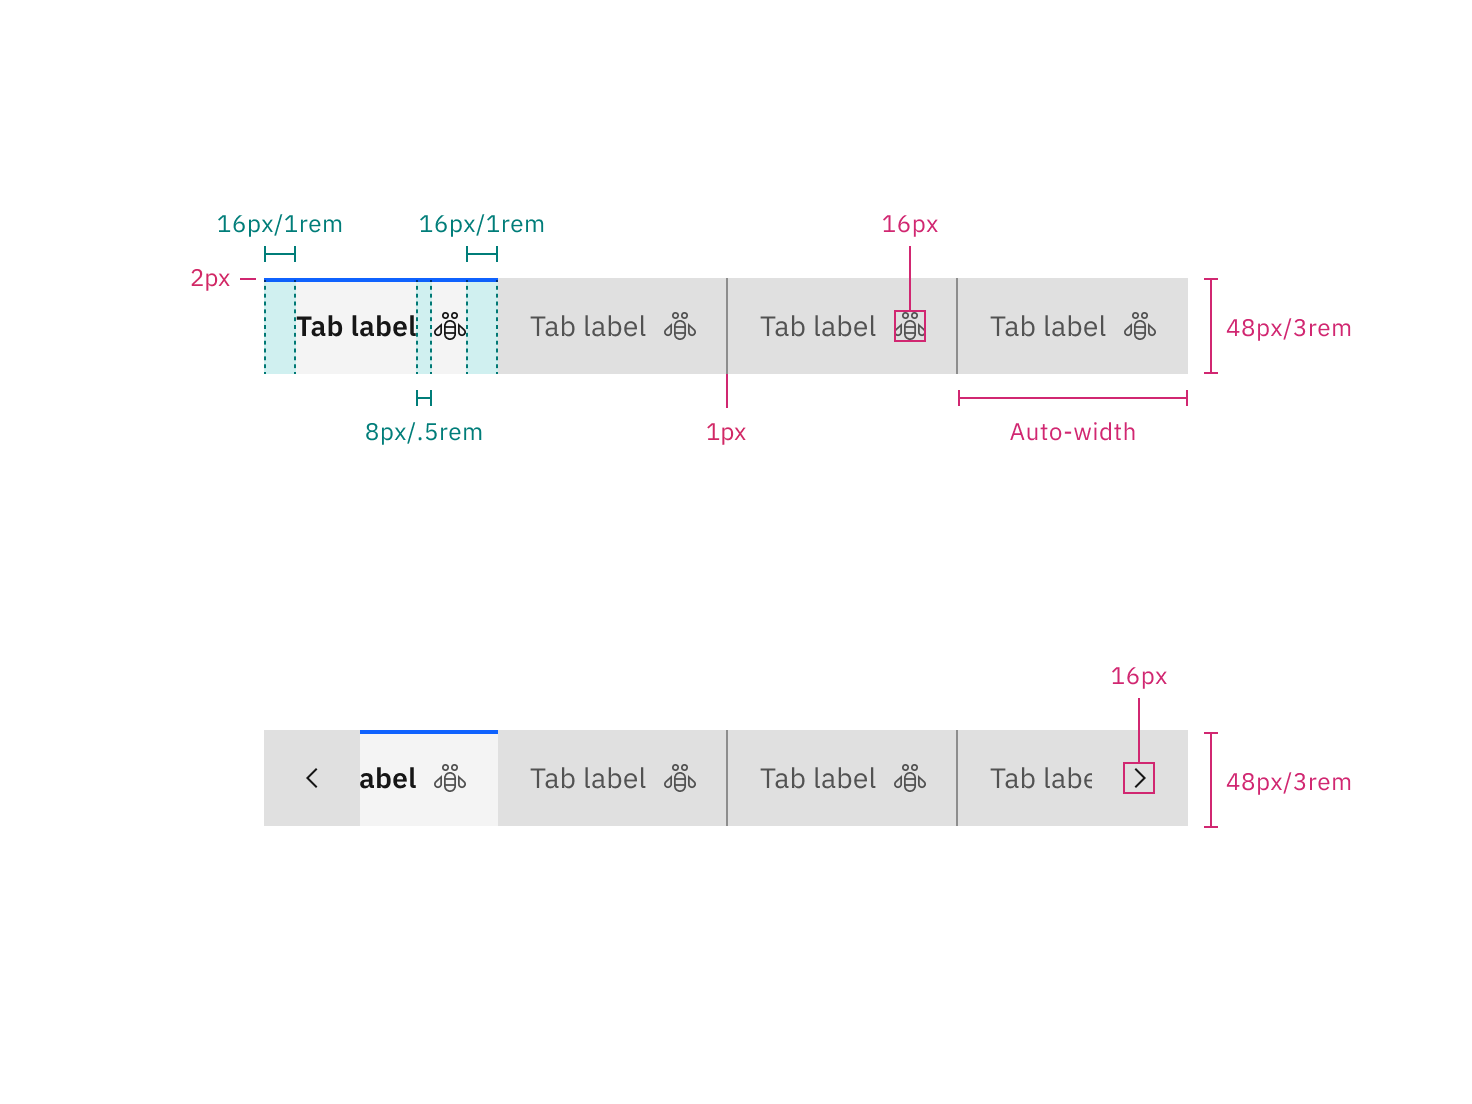 16px/1rem
16px/1rem
16px
2px
Tab label
Tab label
Tab label
Tab label
48px/3rem
8px/.5rem
1px
Auto-width
16px
abel
Tab label
Tab label
Tab labe
48px/3rem